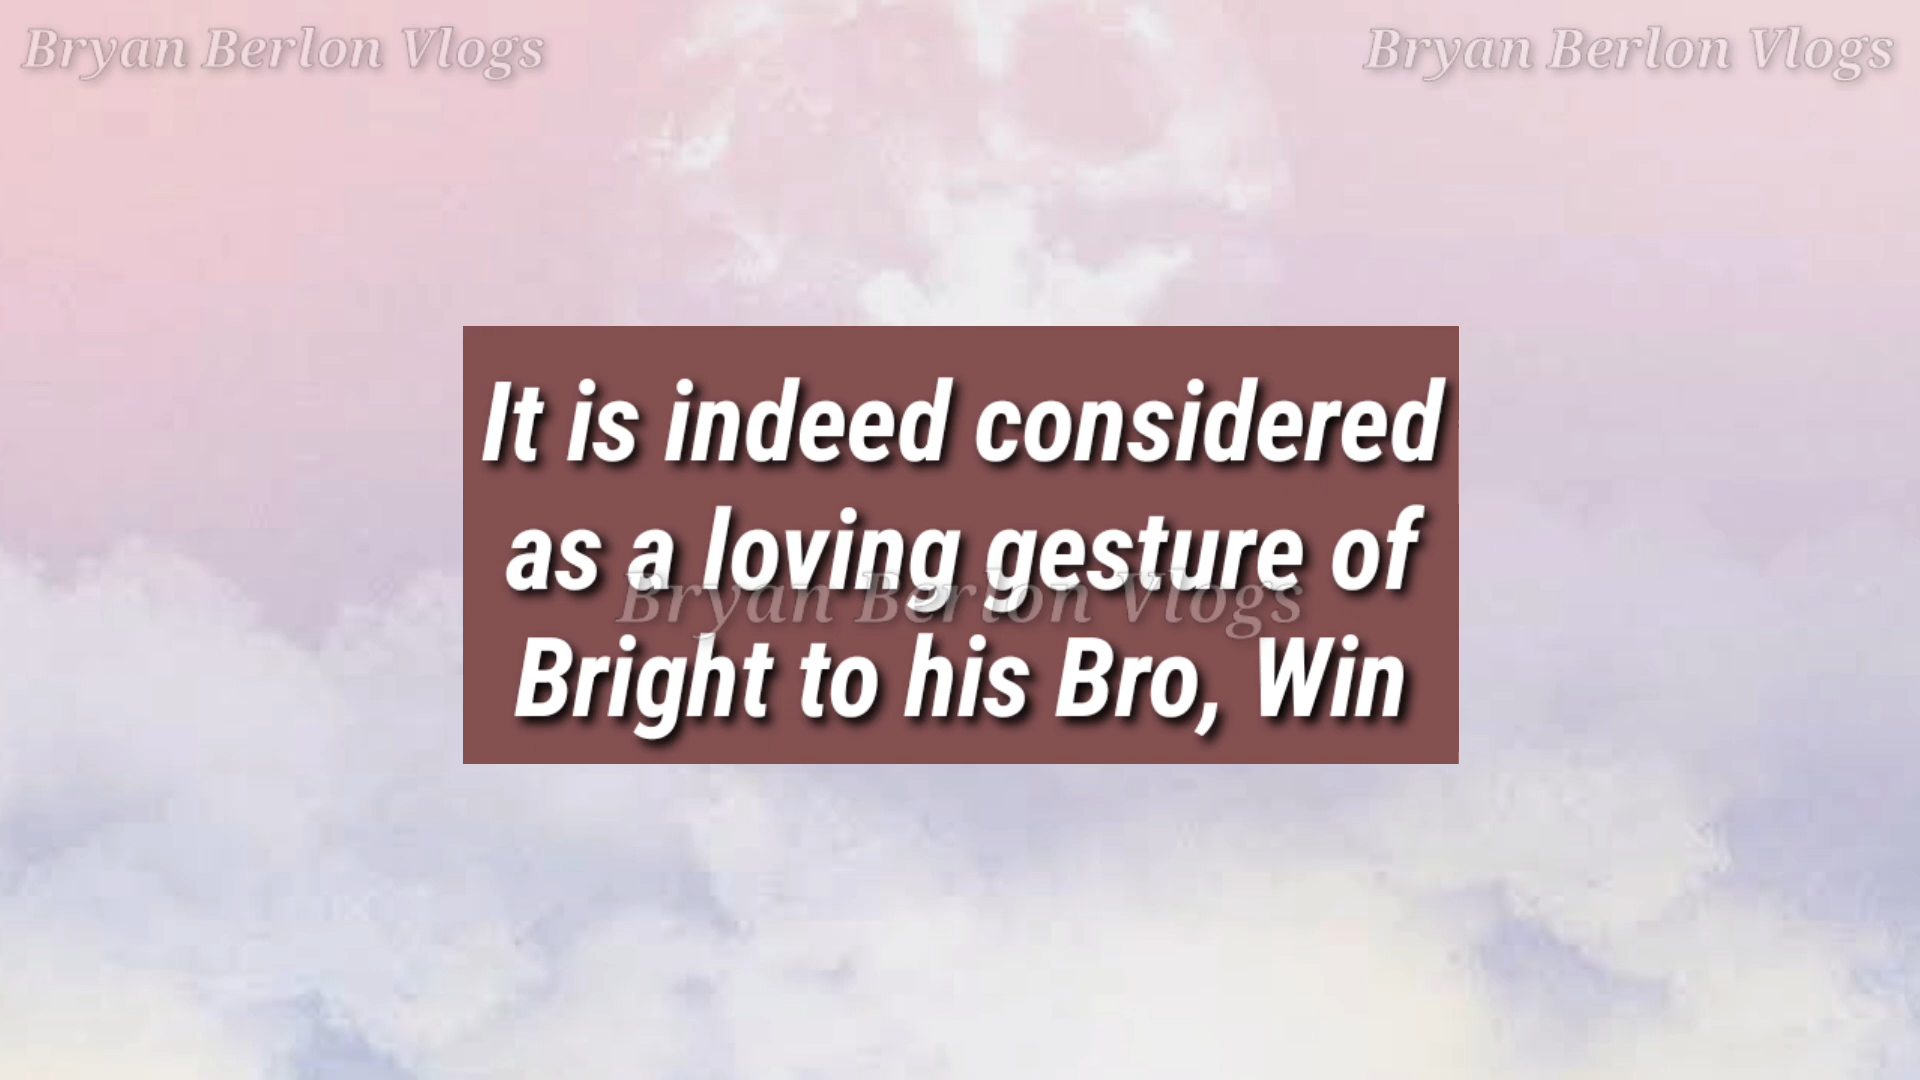 Bryan Berlon Vlogs
Bryan Berlon Vlogs
It is indeed considered
as a loving gesture of
Bryan Berlon Vlogs
Bright to his Bro, Win